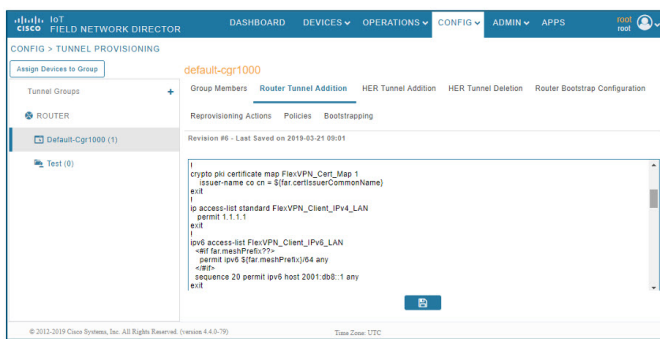 cisco IoT FIELD NETWORK DIRECTOR
DASHBOARD DEVICES OPERATIONS CONFIG ADMIN APPS root root
CONFIG > TUNNEL PROVISIONING
Assign Devices to Group
Tunnel Groups +
ROUTER
Default-Cgr1000 (1)
Test (0)
default-cgr1000
Group Members Router Tunnel Addition HER Tunnel Addition HER Tunnel Deletion Router Bootstrap Configuration
Reprovisioning Actions Policies Bootstrapping
Revision #6 - Last Saved on 2019-03-21 09:01
!
crypto pki certificate map FlexVPN_Cert_Map 1
issuer-name co cn = ${far.certIssuerCommonName}
exit
!
ip access-list standard FlexVPN_Client_IPv4_LAN
permit 1.1.1.1
exit
!
ipv6 access-list FlexVPN_Client_IPv6_LAN
<#if far.meshPrefix??>
permit ipv6 ${far.meshPrefix}/64 any
</#if>
sequence 20 permit ipv6 host 2001:db8::1 any
exit
© 2012-2019 Cisco Systems, Inc. All Rights Reserved. (version 4.4.0-79) Time Zone: UTC